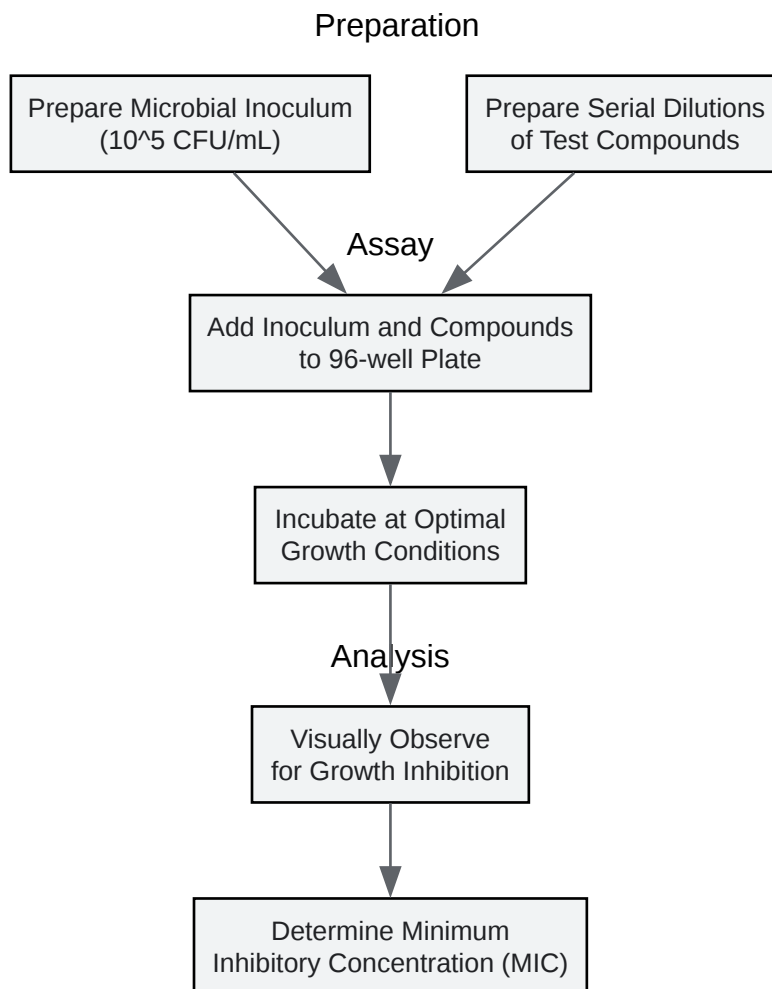 Preparation
Prepare Microbial Inoculum
(10^5 CFU/mL)
Prepare Serial Dilutions
of Test Compounds
Assay
Add Inoculum and Compounds
to 96-well Plate
Incubate at Optimal
Growth Conditions
Analysis
Visually Observe
for Growth Inhibition
Determine Minimum
Inhibitory Concentration (MIC)